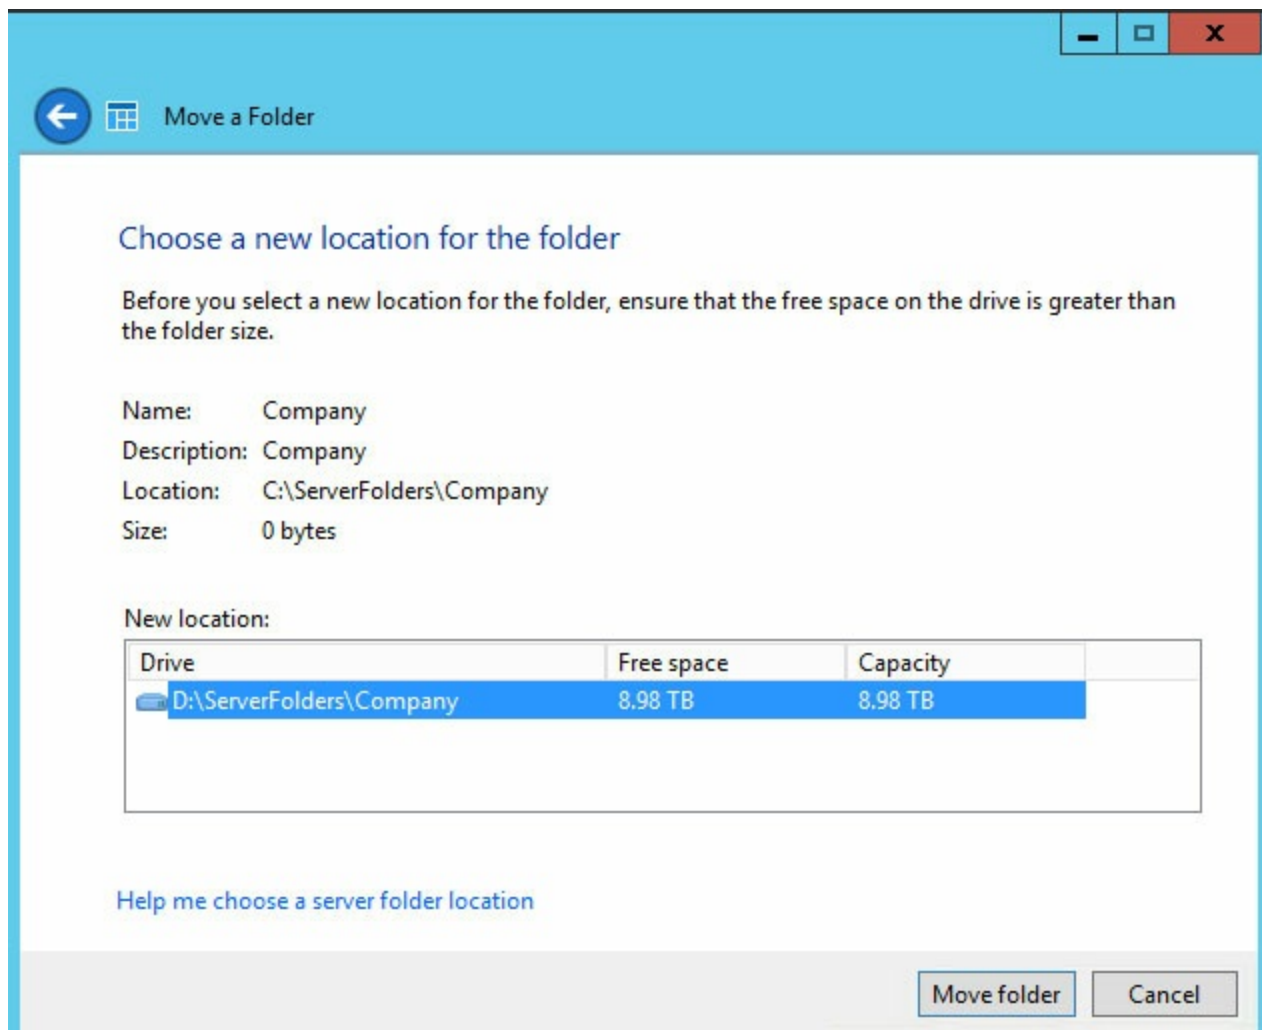 Move a Folder
Choose a new location for the folder
Before you select a new location for the folder, ensure that the free space on the drive is greater than
the folder size.
Name: Company
Description: Company
Location: C:\ServerFolders\Company
Size: 0 bytes
New location:
Drive Free space Capacity
D:\ServerFolders\Company 8.98 TB 8.98 TB
Help me choose a server folder location
Move folder Cancel